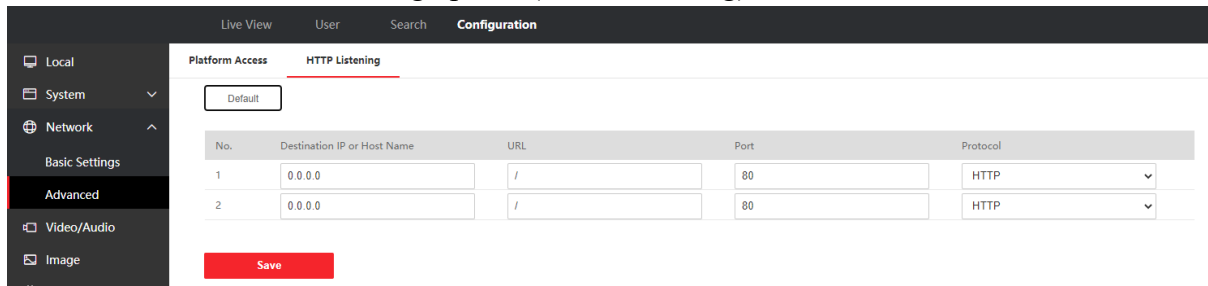 Live View User Search Configuration
Local
System
Network
Basic Settings
Advanced
Video/Audio
Image
Platform Access HTTP Listening
Default
No. Destination IP or Host Name URL Port Protocol
1 0.0.0.0 / 80 HTTP
2 0.0.0.0 / 80 HTTP
Save